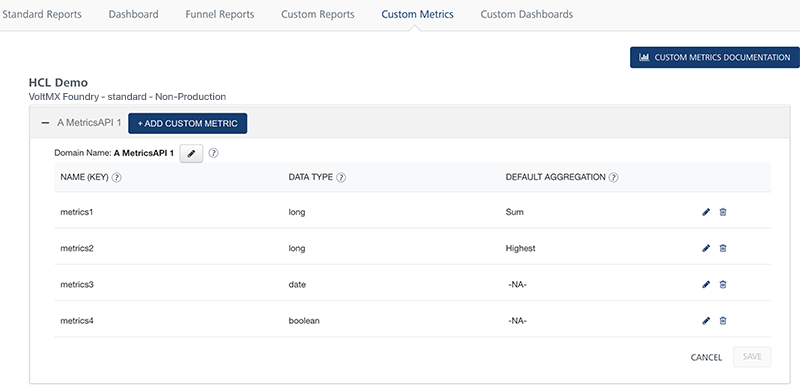 Standard Reports Dashboard Funnel Reports Custom Reports Custom Metrics Custom Dashboards
CUSTOM METRICS DOCUMENTATION
HCL Demo
VoltMX Foundry - standard - Non-Production
A MetricsAPI 1 + ADD CUSTOM METRIC
Domain Name: A MetricsAPI 1 ?
NAME (KEY) ? DATA TYPE ? DEFAULT AGGREGATION ?
metrics1 long Sum
metrics2 long Highest
metrics3 date -NA-
metrics4 boolean -NA-
CANCEL SAVE